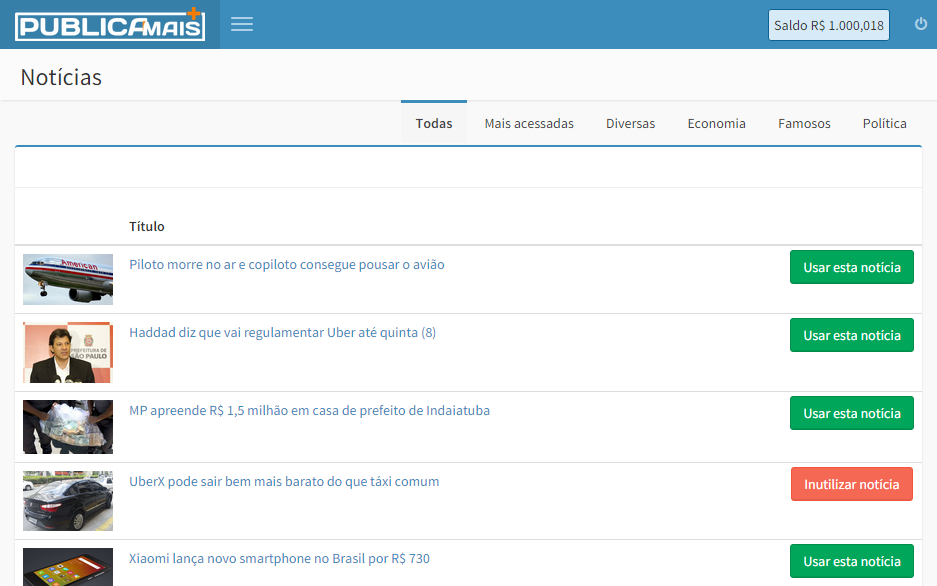 PUBLICAMAIS
Saldo R$ 1.000,018
Notícias
Todas
Mais acessadas
Diversas
Economia
Famosos
Política
Título
American
Piloto morre no ar e copiloto consegue pousar o avião
Usar esta notícia
PREFEITURA DE
SÃO PAULO
Haddad diz que vai regulamentar Uber até quinta (8)
Usar esta notícia
MP apreende R$ 1,5 milhão em casa de prefeito de Indaiatuba
Usar esta notícia
UberX pode sair bem mais barato do que táxi comum
Inutilizar notícia
Xiaomi lança novo smartphone no Brasil por R$ 730
Usar esta notícia